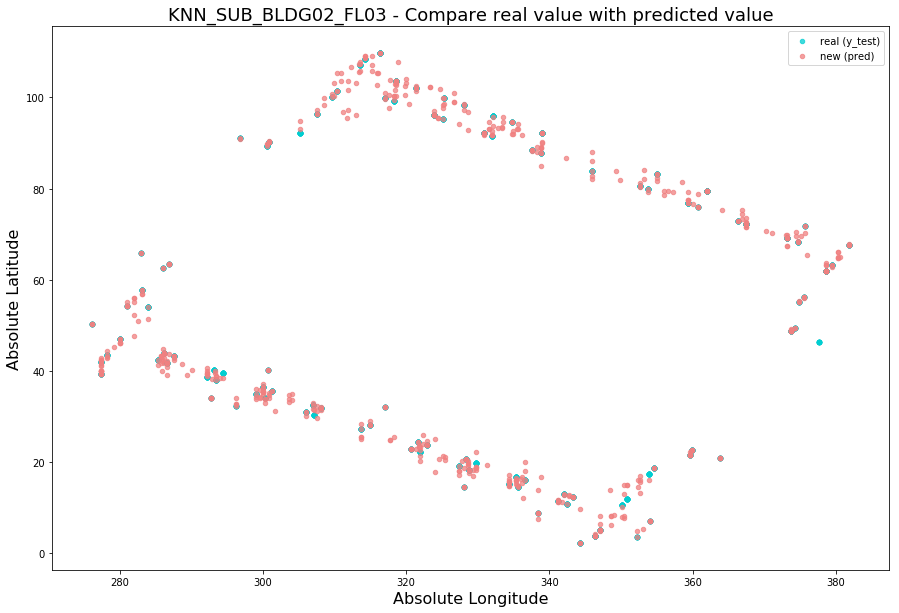 KNN_SUB_BLDG02_FL03 - Compare real value with predicted value
real (y_test)
new (pred)
Absolute Latitude
100
80
60
40
20
0
280 300 320 340 360 380
Absolute Longitude